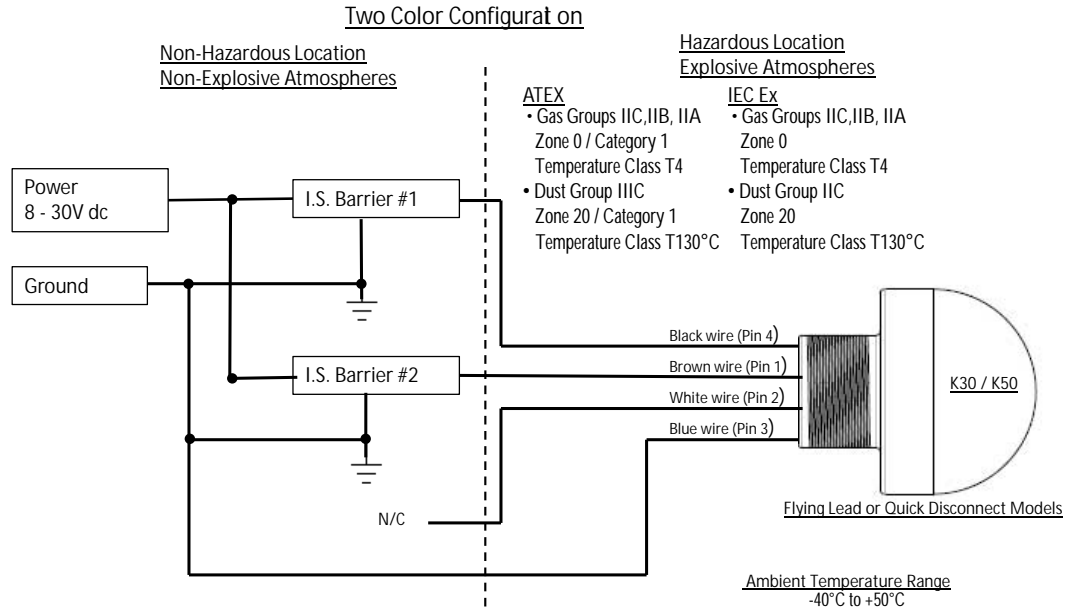 Two Color Configurat on
Non-Hazardous Location
Non-Explosive Atmospheres
Hazardous Location
Explosive Atmospheres
ATEX
• Gas Groups IIC,IIB, IIA
Zone 0 / Category 1
Temperature Class T4
• Dust Group IIIC
Zone 20 / Category 1
Temperature Class T130°C
IEC Ex
• Gas Groups IIC,IIB, IIA
Zone 0
Temperature Class T4
• Dust Group IIC
Zone 20
Temperature Class T130°C
Power
8 - 30V dc
I.S. Barrier #1
Ground
I.S. Barrier #2
N/C
Black wire (Pin 4)
Brown wire (Pin 1)
White wire (Pin 2)
Blue wire (Pin 3)
K30 / K50
Flying Lead or Quick Disconnect Models
Ambient Temperature Range
-40°C to +50°C